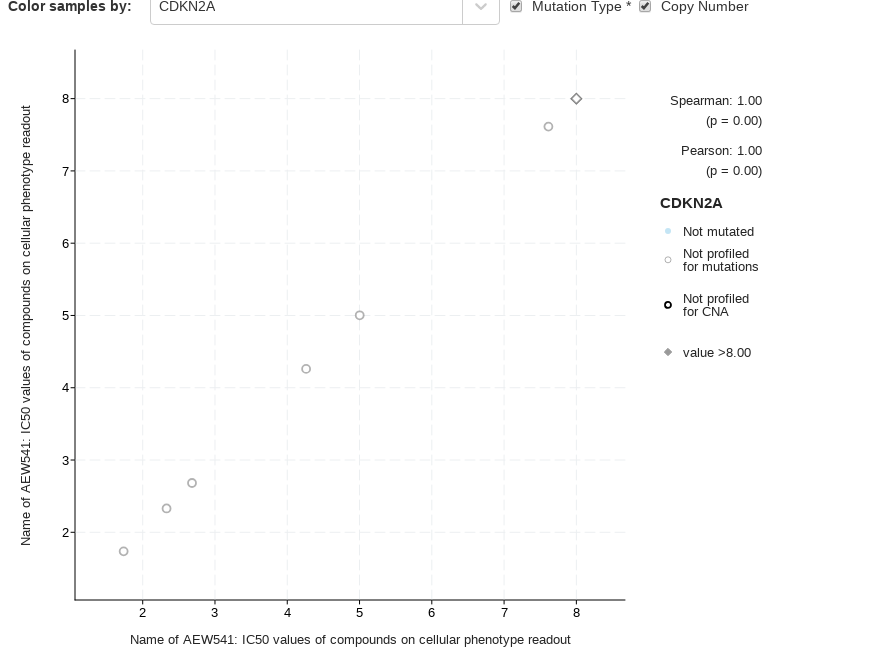 Color samples by:
CDKN2A
Mutation Type *
Copy Number
8
7
6
5
4
3
2
Name of AEW541: IC50 values of compounds on cellular phenotype readout
2 3 4 5 6 7 8
Name of AEW541: IC50 values of compounds on cellular phenotype readout
Spearman: 1.00
(p = 0.00)
Pearson: 1.00
(p = 0.00)
CDKN2A
Not mutated
Not profiled
for mutations
Not profiled
for CNA
value >8.00